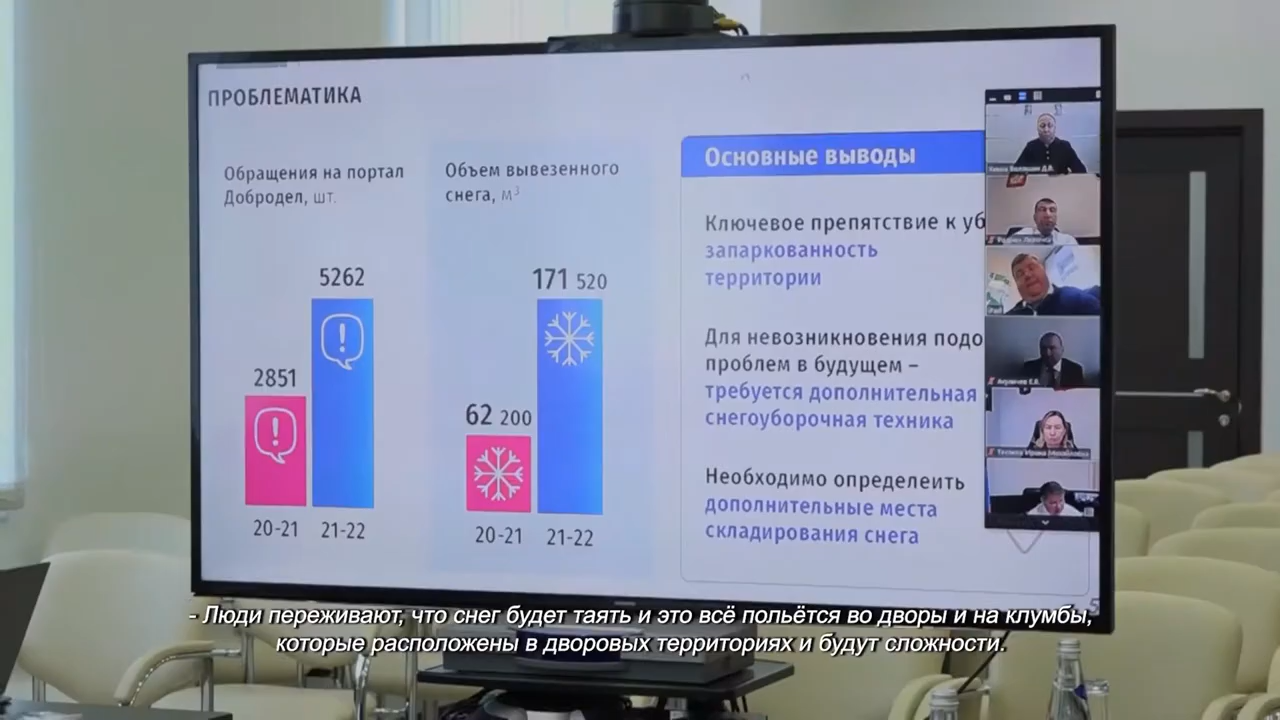 ПРОБЛЕМАТИКА
Обращения на портал
Добродел, шт.
5262
2851
20-21
21-22
Объем вывезенного
снега, м³
171 520
62 200
20-21
21-22
Основные выводы
Ключевое препятствие к уб
запаркованность
территории
Для невозникновения подо
проблем в будущем –
требуется дополнительная
снегоуборочная техника
Необходимо определеить
дополнительные места
складирования снега
- Люди переживают, что снег будет таять и это всё польётся во дворы и на клумбы,
которые расположены в дворовых территориях и будут сложности.